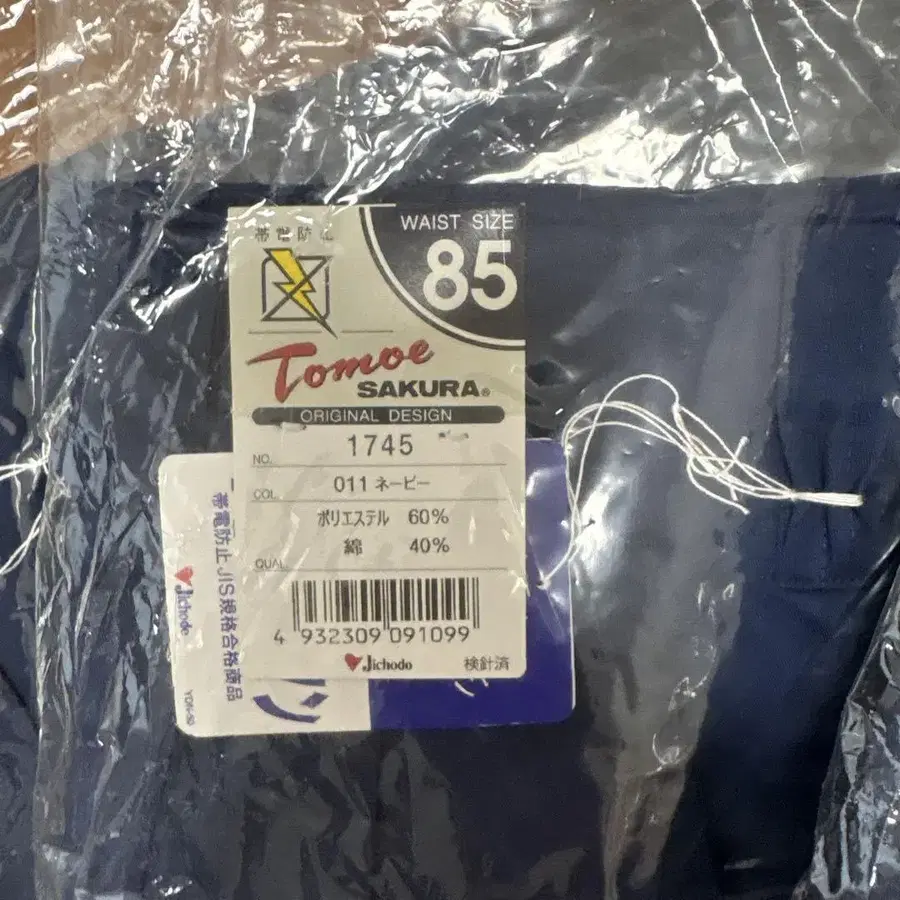 帯電防止
WAIST SIZE
85
Tomoe
SAKURA®
ORIGINAL DESIGN
NO. 1745
COL. 011 ネービー
ポリエステル 60%
綿 40%
QUAL.
4 932309 091099
Jichodo 検針済
帯電防止JIS規格合格商品
Jichodo